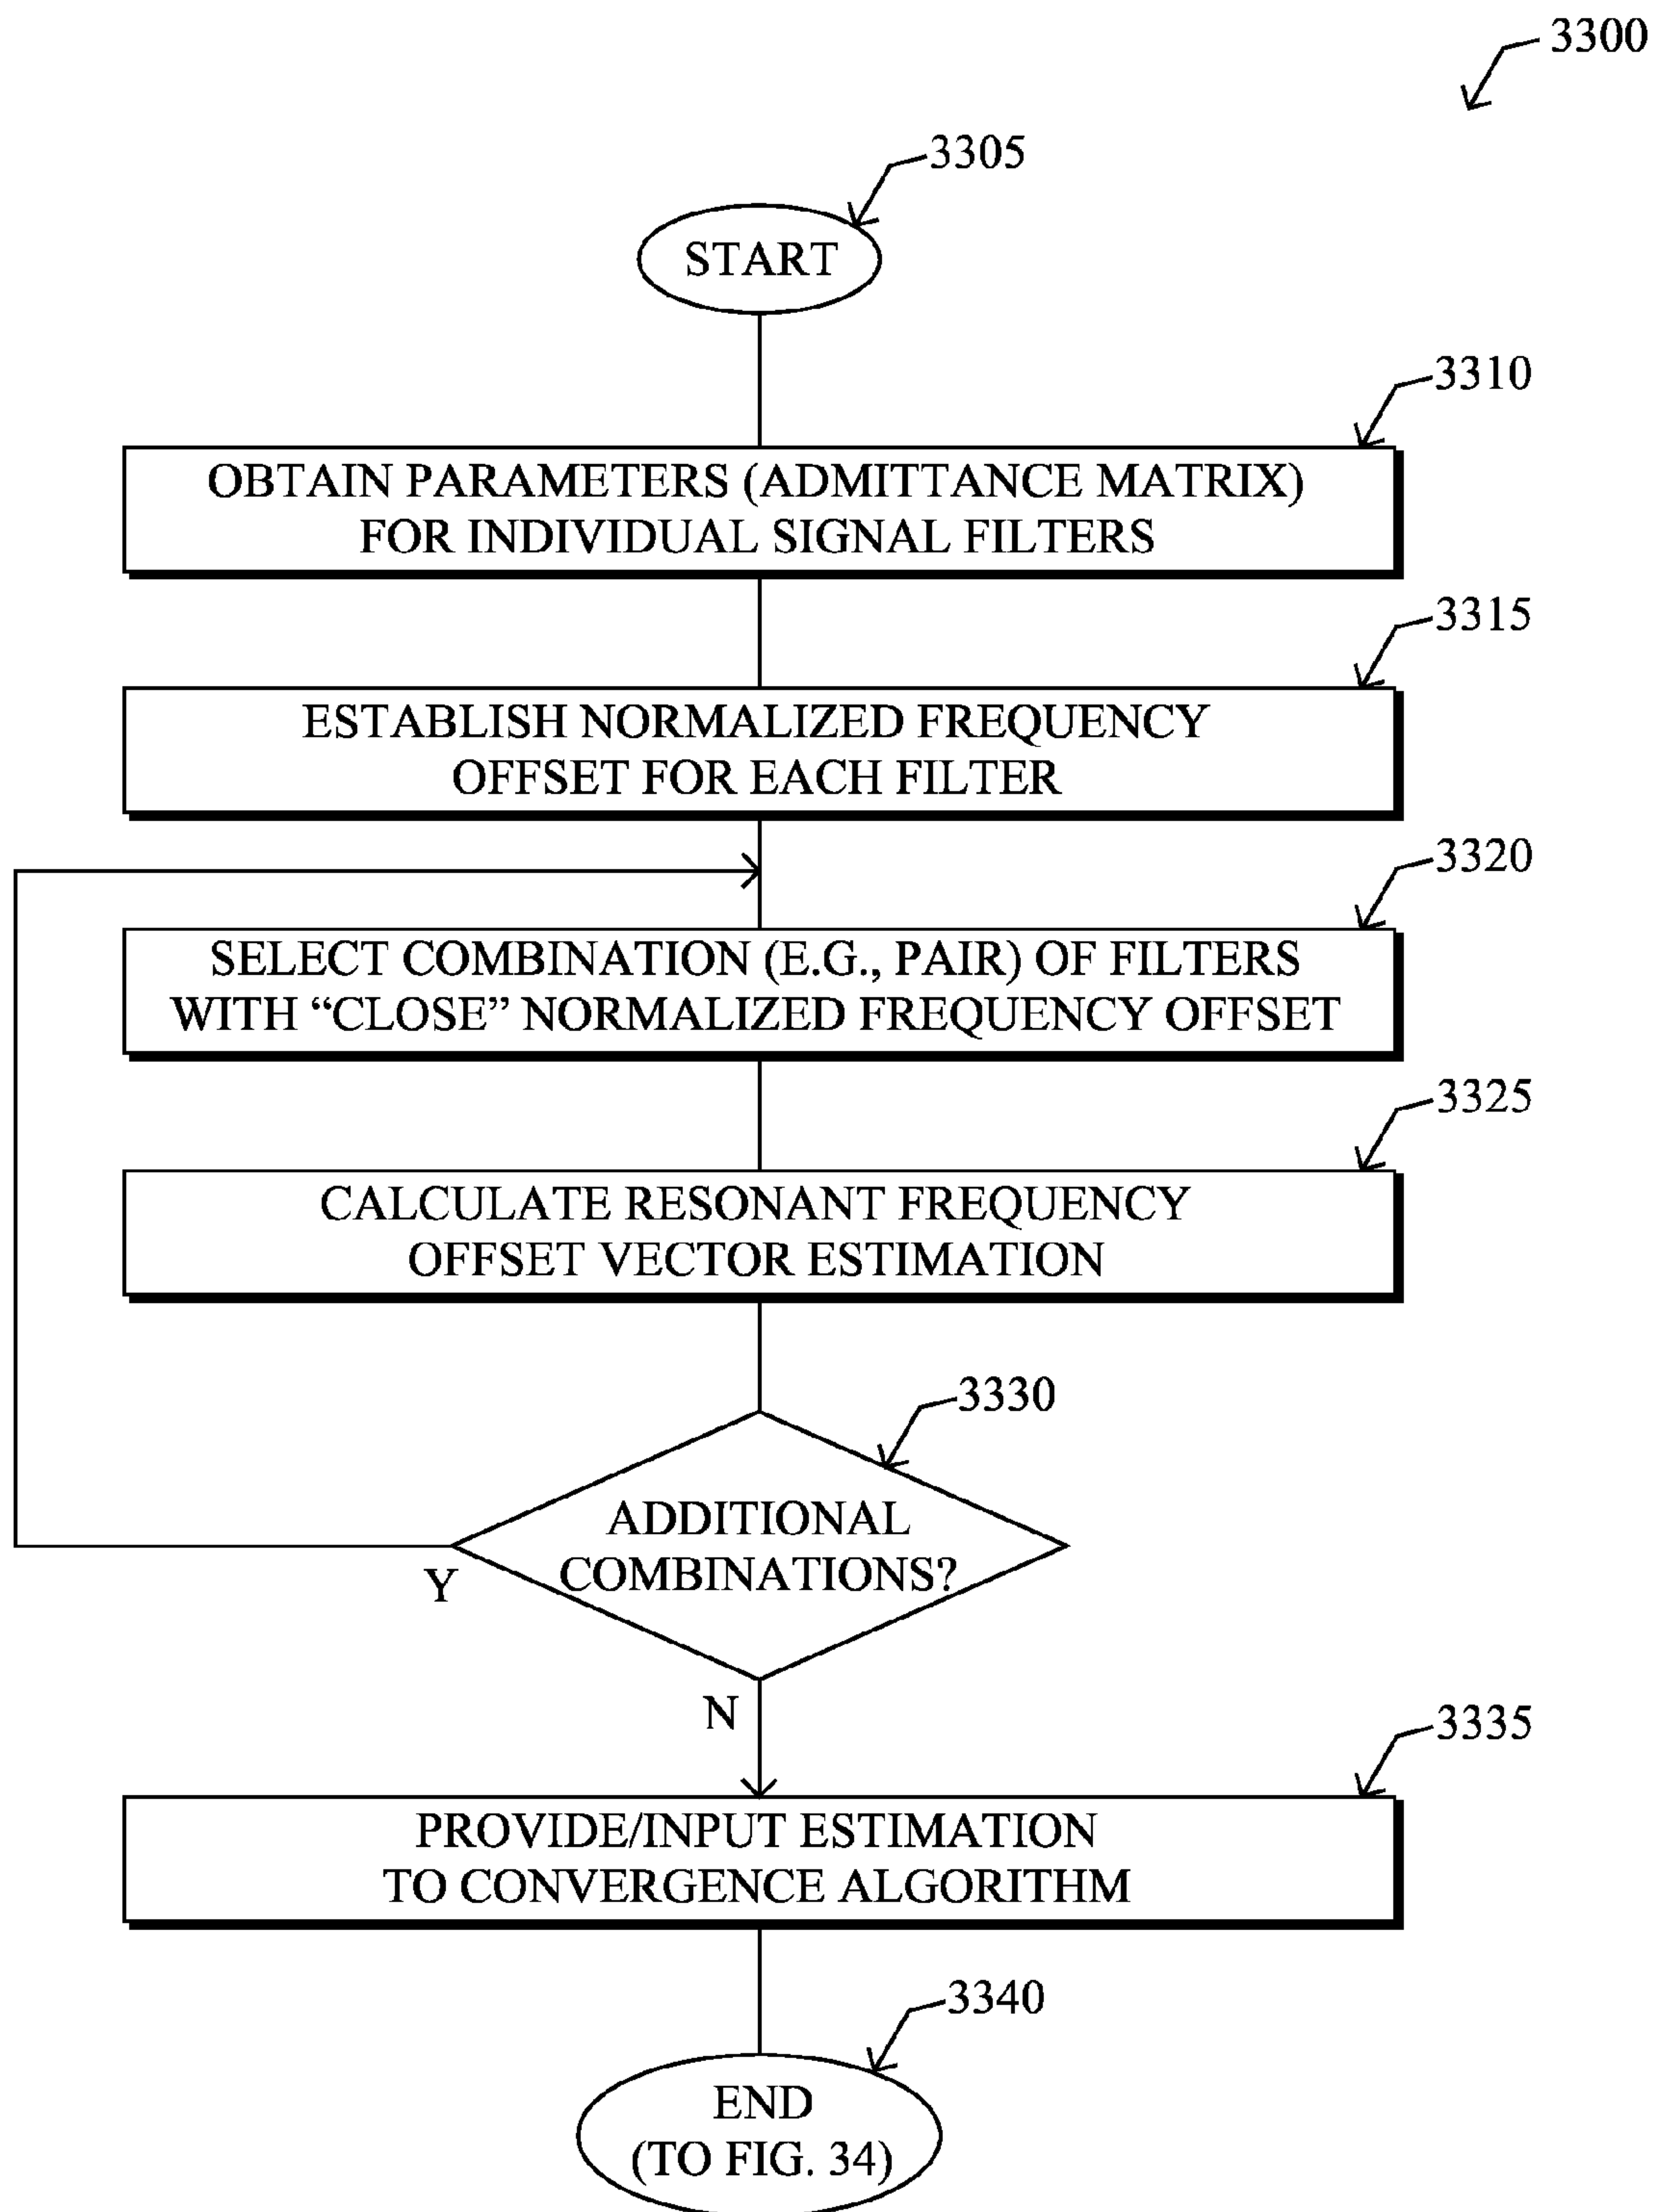 3300
3305
START
3310
OBTAIN PARAMETERS (ADMITTANCE MATRIX)
FOR INDIVIDUAL SIGNAL FILTERS
3315
ESTABLISH NORMALIZED FREQUENCY
OFFSET FOR EACH FILTER
3320
SELECT COMBINATION (E.G., PAIR) OF FILTERS
WITH “CLOSE” NORMALIZED FREQUENCY OFFSET
3325
CALCULATE RESONANT FREQUENCY
OFFSET VECTOR ESTIMATION
3330
ADDITIONAL
COMBINATIONS?
Y
N
3335
PROVIDE/INPUT ESTIMATION
TO CONVERGENCE ALGORITHM
3340
END
(TO FIG. 34)